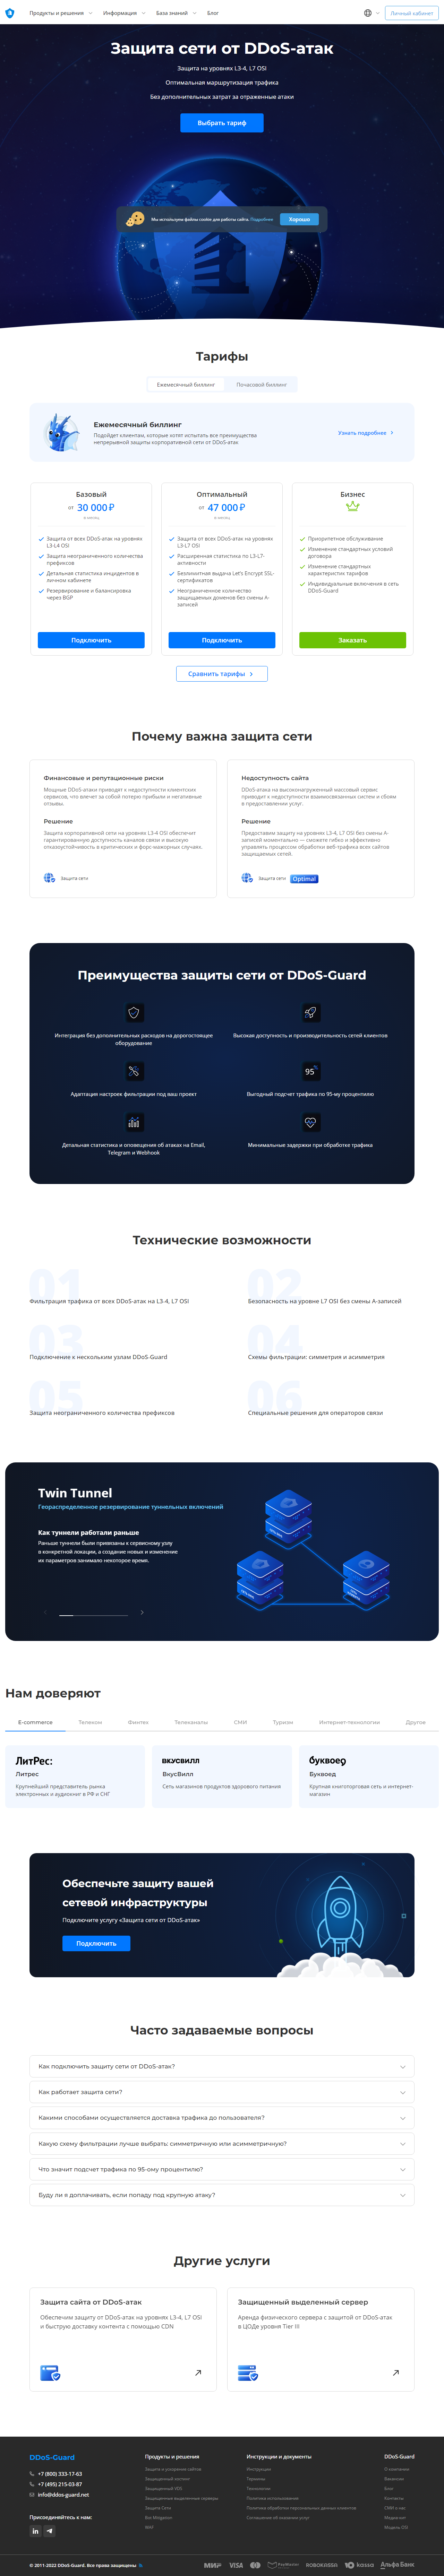 Продукты и решения
Информация
База знаний
Блог
Личный кабинет
Защита сети от DDoS-атак
Защита на уровнях L3-4, L7 OSI
Оптимальная маршрутизация трафика
Без дополнительных затрат за отраженные атаки
Выбрать тариф
Мы используем файлы cookie для работы сайта. Подробнее
Хорошо
Тарифы
Ежемесячный биллинг
Почасовой биллинг
Ежемесячный биллинг
Подойдет клиентам, которые хотят испытать все преимущества
непрерывной защиты корпоративной сети от DDoS-атак
Узнать подробнее
Базовый
от 30 000 ₽
в месяц
Защита от всех DDoS-атак на уровнях
L3-L4 OSI
Защита неограниченного количества
префиксов
Детальная статистика инцидентов в
личном кабинете
Резервирование и балансировка
через BGP
Подключить
Оптимальный
от 47 000 ₽
в месяц
Защита от всех DDoS-атак на уровнях
L3-L7 OSI
Расширенная статистика по L3-L7-
активности
Безлимитная выдача Let's Encrypt SSL-
сертификатов
Неограниченное количество
защищаемых доменов без смены А-
записей
Подключить
Бизнес
Приоритетное обслуживание
Изменение стандартных условий
договора
Изменение стандартных
характеристик тарифов
Индивидуальные включения в сеть
DDoS-Guard
Заказать
Сравнить тарифы
Почему важна защита сети
Финансовые и репутационные риски
Мощные DDoS-атаки приводят к недоступности клиентских
сервисов, что влечет за собой потерю прибыли и негативные
отзывы.
Решение
Защита корпоративной сети на уровнях L3-4 OSI обеспечит
гарантированную доступность каналов связи и высокую
отказоустойчивость в критических и форс-мажорных случаях.
Защита сети
Недоступность сайта
DDoS-атака на высоконагруженный массовый сервис
приводит к недоступности взаимосвязанных систем и сбоям
в предоставлении услуг.
Решение
Предоставим защиту на уровнях L3-4, L7 OSI без смены А-
записей моментально — сможете гибко и эффективно
управлять процессом обработки веб-трафика всех сайтов
защищаемых сетей.
Защита сети
Optimal
Преимущества защиты сети от DDoS-Guard
Интеграция без дополнительных расходов на дорогостоящее
оборудование
Высокая доступность и производительность сетей клиентов
Адаптация настроек фильтрации под ваш проект
95
Выгодный подсчет трафика по 95-му процентилю
Детальная статистика и оповещения об атаках на Email,
Telegram и Webhook
Минимальные задержки при обработке трафика
Технические возможности
01
Фильтрация трафика от всех DDoS-атак на L3-4, L7 OSI
02
Безопасность на уровне L7 OSI без смены А-записей
03
Подключение к нескольким узлам DDoS-Guard
04
Схемы фильтрации: симметрия и асимметрия
05
Защита неограниченного количества префиксов
06
Специальные решения для операторов связи
Twin Tunnel
Геораспределенное резервирование туннельных включений
Как туннели работали раньше
Раньше туннели были привязаны к сервисному узлу
в конкретной локации, а создание новых и изменение
их параметров занимало некоторое время.
Нам доверяют
E-commerce
Телеком
Финтех
Телеканалы
СМИ
Туризм
Интернет-технологии
Другое
ЛитРес:
Литрес
Крупнейший представитель рынка
электронных и аудиокниг в РФ и СНГ
ВКУСВИЛЛ
ВкусВилл
Сеть магазинов продуктов здорового питания
буквоед
Буквоед
Крупная книготорговая сеть и интернет-
магазин
Обеспечьте защиту вашей
сетевой инфраструктуры
Подключите услугу «Защита сети от DDoS-атак»
Подключить
Часто задаваемые вопросы
Как подключить защиту сети от DDoS-атак?
Как работает защита сети?
Какими способами осуществляется доставка трафика до пользователя?
Какую схему фильтрации лучше выбрать: симметричную или асимметричную?
Что значит подсчет трафика по 95-ому процентилю?
Буду ли я доплачивать, если попаду под крупную атаку?
Другие услуги
Защита сайта от DDoS-атак
Обеспечим защиту от DDoS-атак на уровнях L3-4, L7 OSI
и быструю доставку контента с помощью CDN
Защищенный выделенный сервер
Аренда физического сервера с защитой от DDoS-атак
в ЦОДе уровня Tier III
DDoS-Guard
+7 (800) 333-17-63
+7 (495) 215-03-87
info@ddos-guard.net
Присоединяйтесь к нам:
Продукты и решения
Защита и ускорение сайтов
Защищенный хостинг
Защищенный VDS
Защищенные выделенные серверы
Защита Сети
Bot Mitigation
WAF
Инструкции и документы
Инструкции
Термины
Технологии
Политика использования
Политика обработки персональных данных клиентов
Соглашение об оказании услуг
DDoS-Guard
О компании
Вакансии
Блог
Контакты
СМИ о нас
Медиа-кит
Модель OSI
© 2011-2022 DDoS-Guard. Все права защищены
МИР
VISA
PayMaster
ROBOKASSA
ЮKassa
Альфа Банк